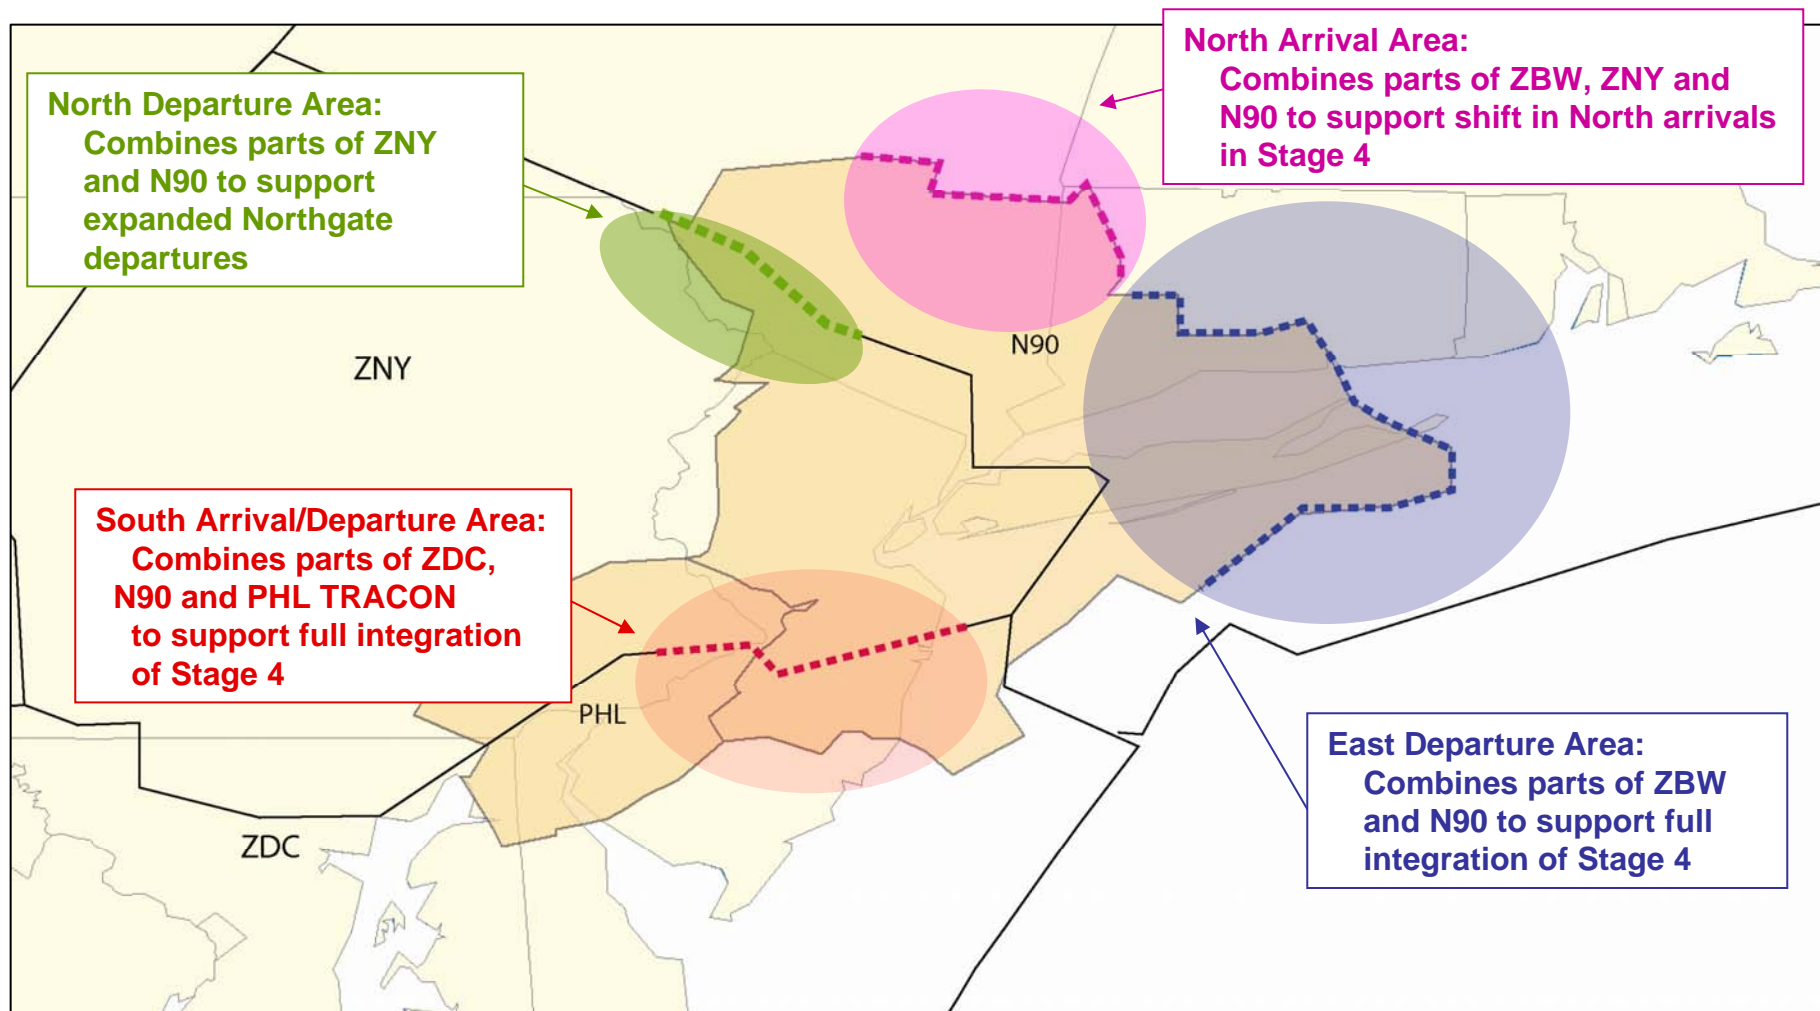 North Arrival Area:
Combines parts of ZBW, ZNY and
N90 to support shift in North arrivals
in Stage 4
North Departure Area:
Combines parts of ZNY
and N90 to support
expanded Northgate
departures
N90
ZNY
South Arrival/Departure Area:
Combines parts of ZDC,
N90 and PHL TRACON
to support full integration
of Stage 4
PHL
East Departure Area:
Combines parts of ZBW
and N90 to support full
integration of Stage 4
ZDC